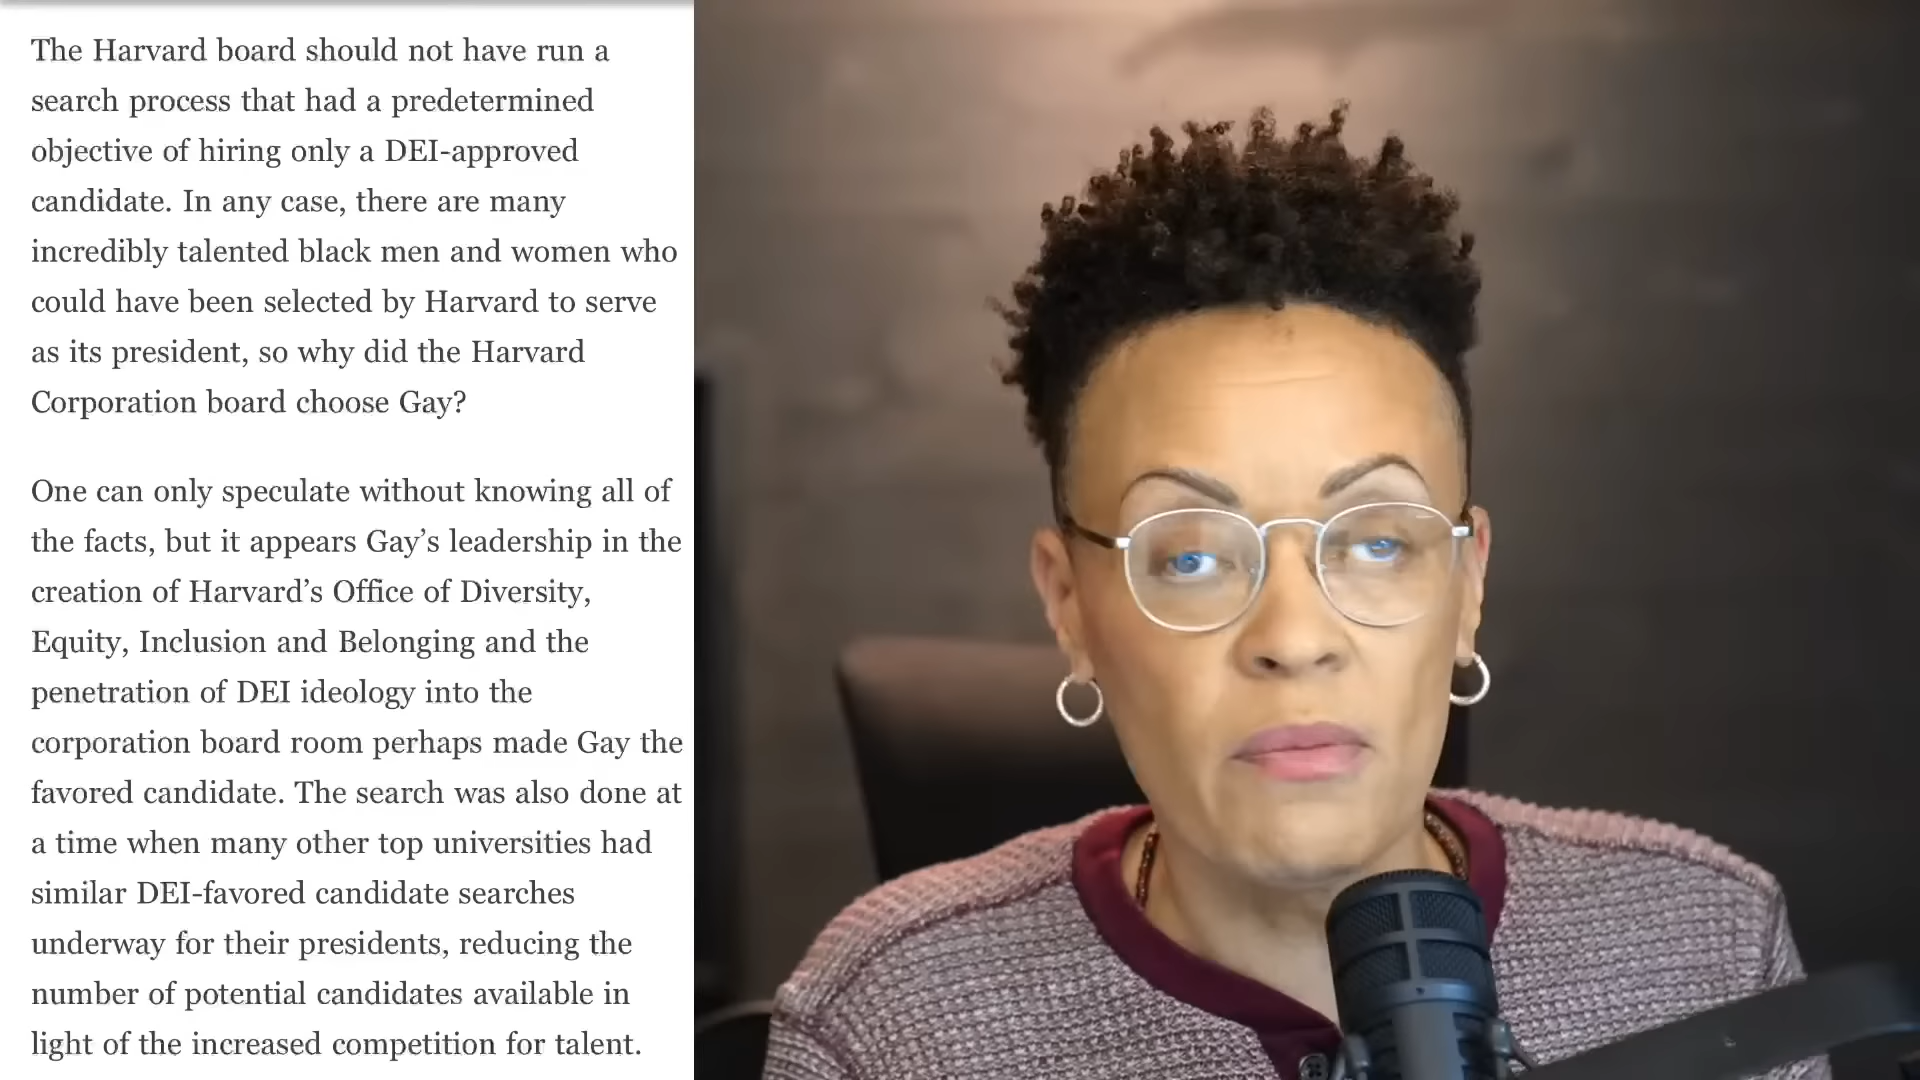 The Harvard board should not have run a
search process that had a predetermined
objective of hiring only a DEI-approved
candidate. In any case, there are many
incredibly talented black men and women who
could have been selected by Harvard to serve
as its president, so why did the Harvard
Corporation board choose Gay?
One can only speculate without knowing all of
the facts, but it appears Gay’s leadership in the
creation of Harvard’s Office of Diversity,
Equity, Inclusion and Belonging and the
penetration of DEI ideology into the
corporation board room perhaps made Gay the
favored candidate. The search was also done at
a time when many other top universities had
similar DEI-favored candidate searches
underway for their presidents, reducing the
number of potential candidates available in
light of the increased competition for talent.